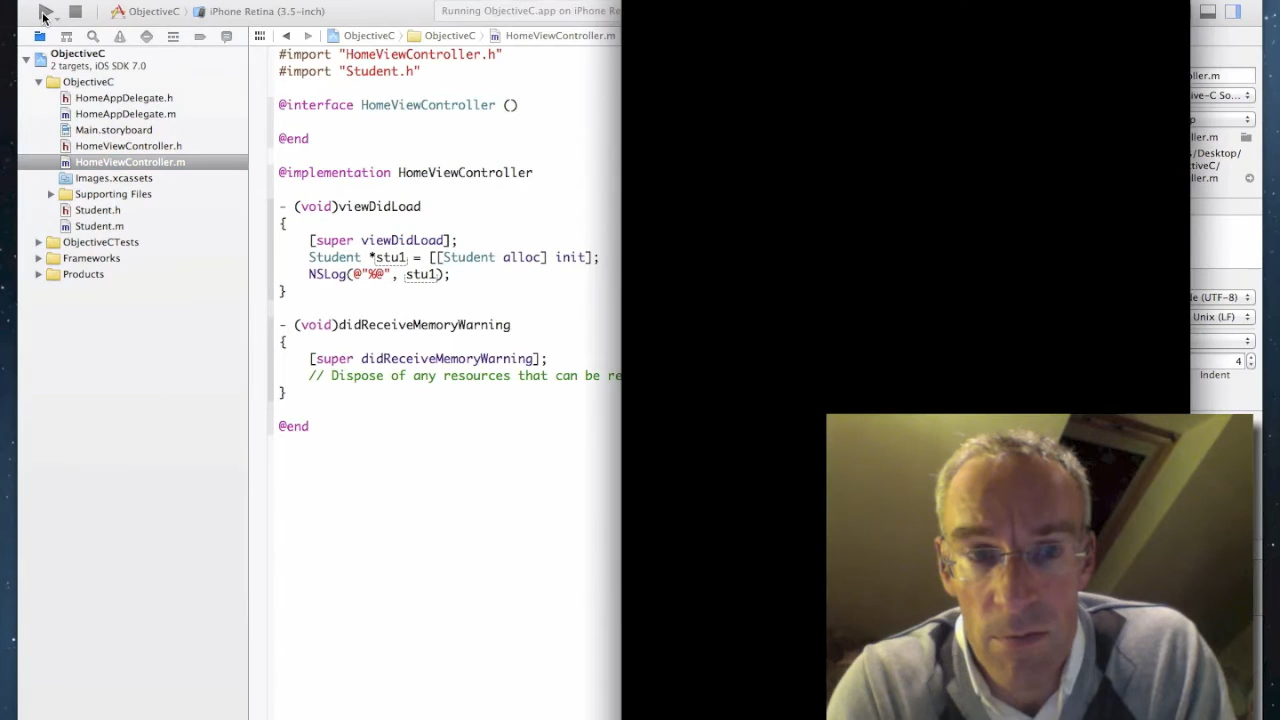 ObjectiveC
iPhone Retina (3.5-inch)
Running ObjectiveC.app on iPhone Re
ObjectiveC
ObjectiveC
HomeViewController.m
ObjectiveC
2 targets, iOS SDK 7.0
ObjectiveC
HomeAppDelegate.h
HomeAppDelegate.m
Main.storyboard
HomeViewController.h
HomeViewController.m
Images.xcassets
Supporting Files
Student.h
Student.m
ObjectiveCTests
Frameworks
Products
#import "HomeViewController.h"
#import "Student.h"
@interface HomeViewController ()
@end
@implementation HomeViewController
- (void)viewDidLoad
{
[super viewDidLoad];
Student *stu1 = [[Student alloc] init];
NSLog(@"%@", stu1);
}
- (void)didReceiveMemoryWarning
{
[super didReceiveMemoryWarning];
// Dispose of any resources that can be re
}
@end
ller.m
ive-C So...
p
ller.m
s/Desktop/
ctiveC/
ller.m
le (UTF-8)
Unix (LF)
4
Indent